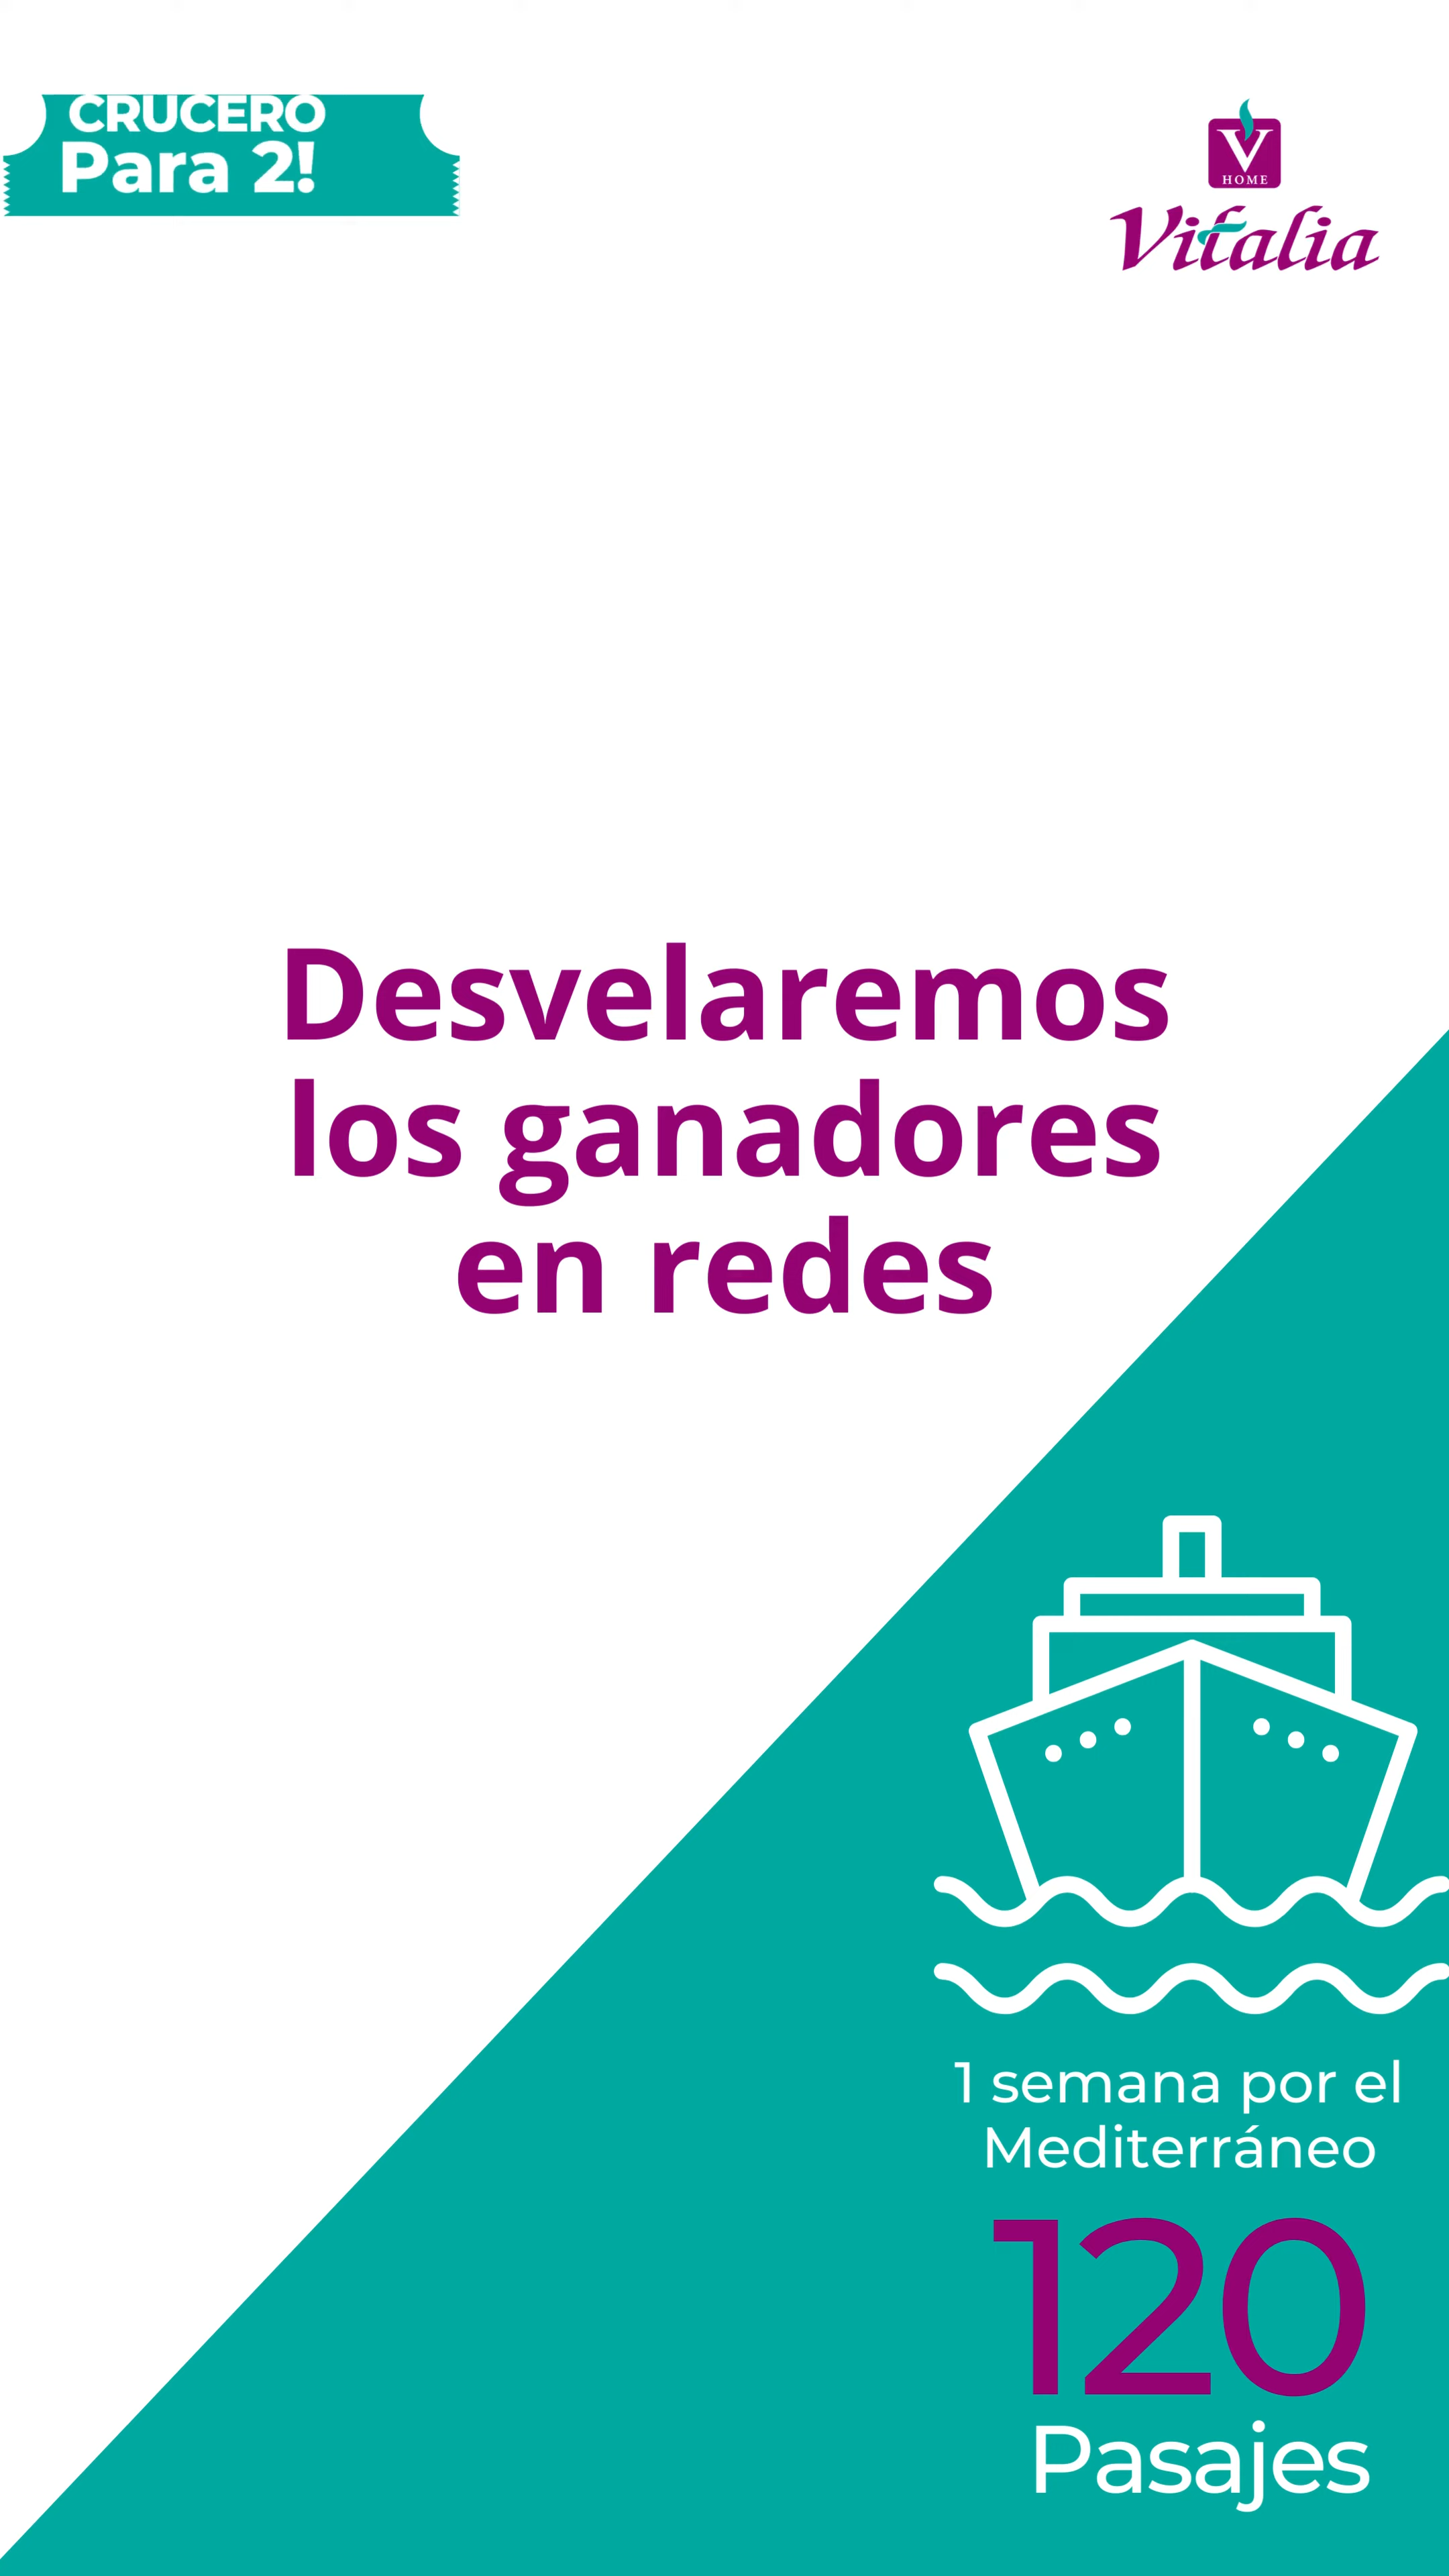 CRUCERO
Para 2!
V
HOME
Vitalia
Desvelaremos
los ganadores
en redes
1 semana por el
Mediterráneo
120
Pasajes